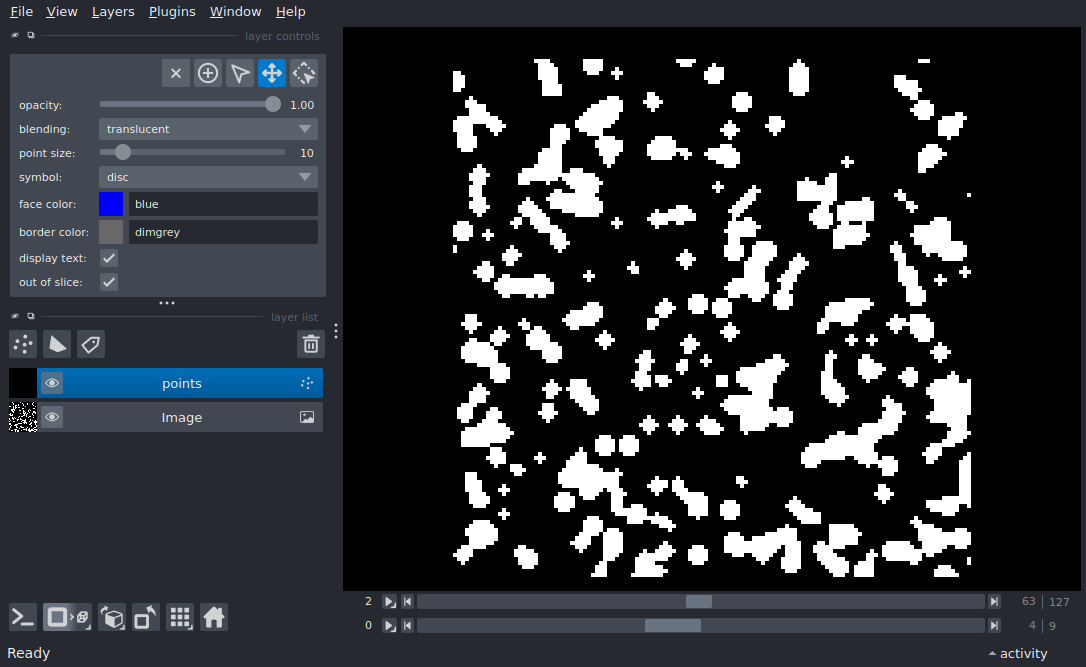 File View Layers Plugins Window Help
layer controls
opacity: 1.00
blending: translucent
point size: 10
symbol: disc
face color: blue
border color: dimgrey
display text:
out of slice:
layer list
points
Image
2 63 127
0 4 9
Ready activity